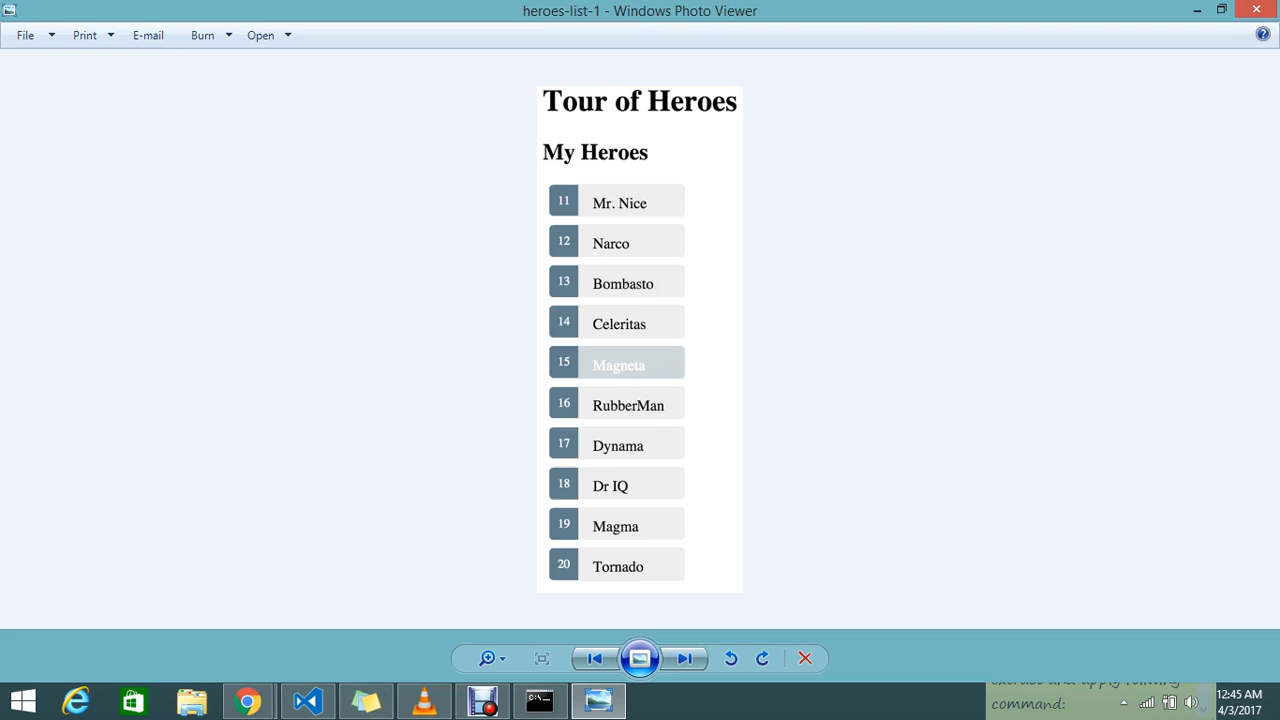 heroes-list-1 - Windows Photo Viewer
File Print E-mail Burn Open
Tour of Heroes
My Heroes
11 Mr. Nice
12 Narco
13 Bombasto
14 Celeritas
15 Magneta
16 RubberMan
17 Dynama
18 Dr IQ
19 Magma
20 Tornado
command:
12:45 AM
4/3/2017